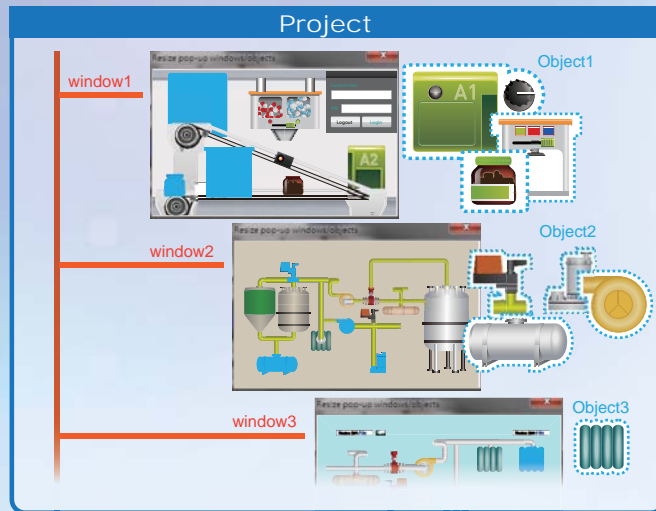 Project
window1
Resize pop-up windows/objects
Object1
A1
Logout Login
A2
window2
Resize pop-up windows/objects
Object2
window3
Resize pop-up windows/objects
Object3